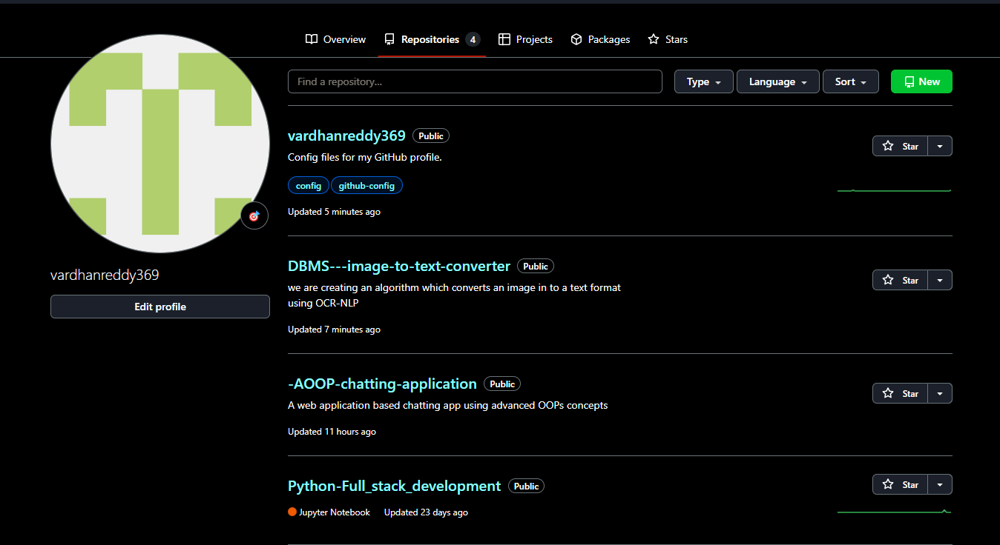 Overview Repositories 4 Projects Packages Stars
Find a repository... Type Language Sort New
vardhanreddy369
Edit profile
vardhanreddy369 Public
Star
Config files for my GitHub profile.
config github-config
Updated 5 minutes ago
DBMS---image-to-text-converter Public
Star
we are creating an algorithm which converts an image in to a text format
using OCR-NLP
Updated 7 minutes ago
-AOOP-chatting-application Public
Star
A web application based chatting app using advanced OOPs concepts
Updated 11 hours ago
Python-Full_stack_development Public
Star
Jupyter Notebook Updated 23 days ago